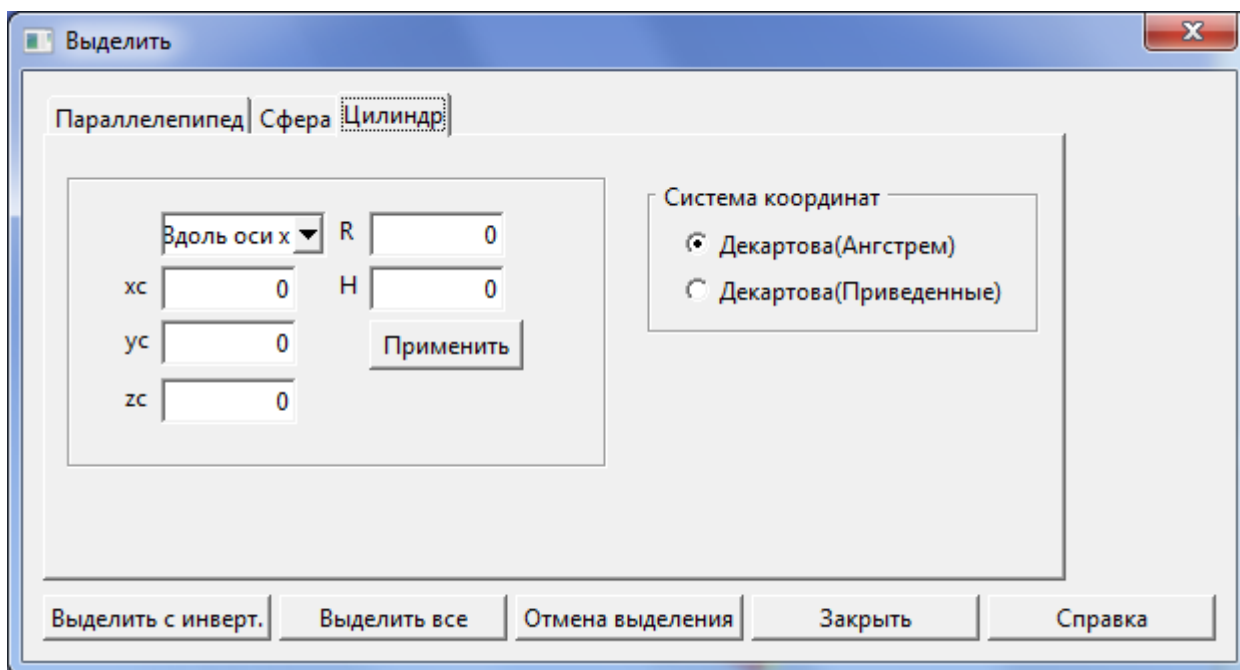 Выделить
Параллелепипед Сфера Цилиндр
Вдоль оси x R 0
xc 0 H 0
yc 0 Применить
zc 0
Система координат
Декартова(Ангстрем)
Декартова(Приведенные)
Выделить с инверт. Выделить все Отмена выделения Закрыть Справка